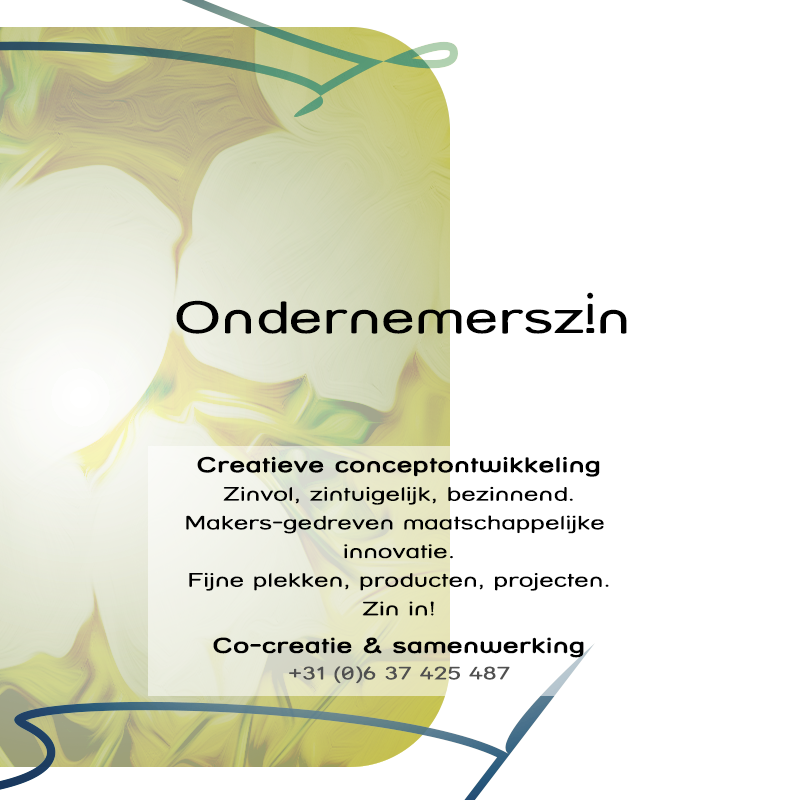 Ondernemersz!n
Creatieve conceptontwikkeling
Zinvol, zintuigelijk, bezinnend.
Makers-gedreven maatschappelijke
innovatie.
Fijne plekken, producten, projecten.
Zin in!
Co-creatie & samenwerking
+31 (0)6 37 425 487